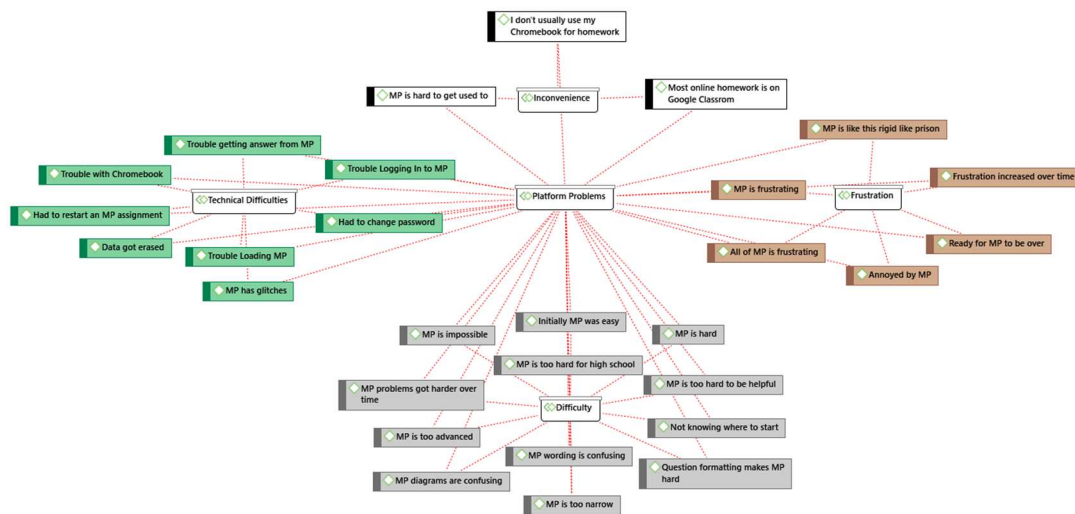 I don't usually use my
Chromebook for homework
MP is hard to get used to
Inconvenience
Most online homework is on
Google Classrom
MP is like this rigid like prison
Trouble getting answer from MP
Trouble Logging In to MP
Trouble with Chromebook
Frustration increased over time
MP is frustrating
Technical Difficulties
Platform Problems
Frustration
Had to restart an MP assignment
Had to change password
Data got erased
Trouble Loading MP
All of MP is frustrating
Ready for MP to be over
Annoyed by MP
MP has glitches
Initially MP was easy
MP is impossible
MP is hard
MP is too hard for high school
MP problems got harder over
time
MP is too hard to be helpful
Difficulty
Not knowing where to start
MP is too advanced
MP wording is confusing
MP diagrams are confusing
Question formatting makes MP
hard
MP is too narrow